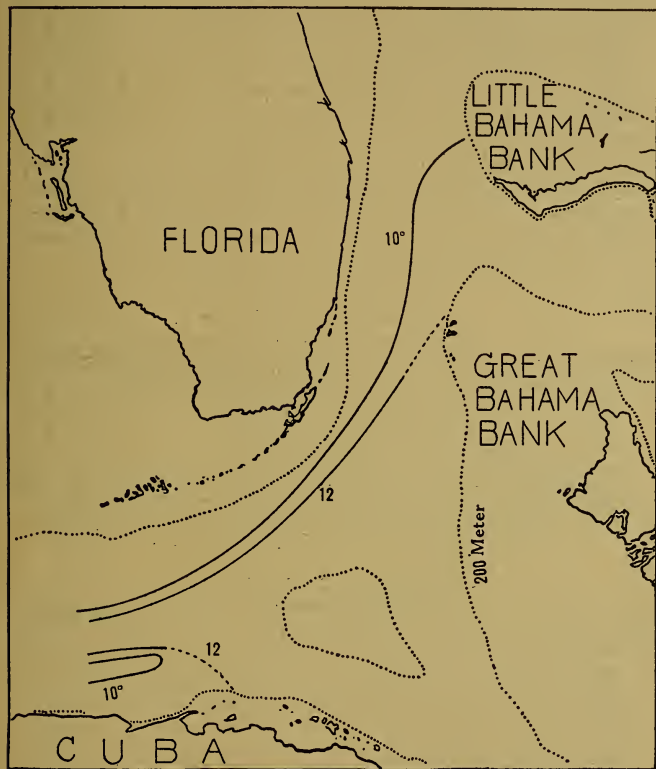 LITTLE
BAHAMA
BANK
FLORIDA
10°
GREAT
BAHAMA
BANK
12
200 Meter
12
10°
CUBA